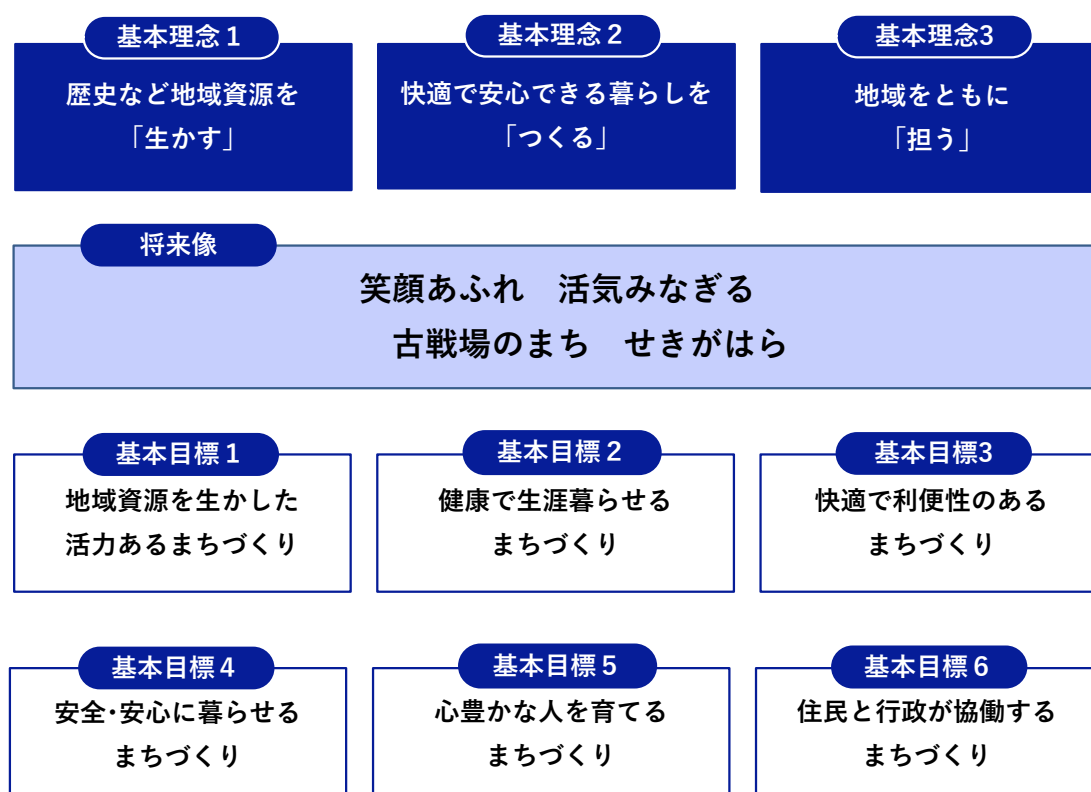 基本理念１
歴史など地域資源を
「生かす」
基本理念２
快適で安心できる暮らしを
「つくる」
基本理念3
地域をともに
「担う」
将来像
笑顔あふれ　活気みなぎる
古戦場のまち　せきがはら
基本目標１
地域資源を生かした
活力あるまちづくり
基本目標２
健康で生涯暮らせる
まちづくり
基本目標3
快適で利便性のある
まちづくり
基本目標４
安全･安心に暮らせる
まちづくり
基本目標５
心豊かな人を育てる
まちづくり
基本目標６
住民と行政が協働する
まちづくり